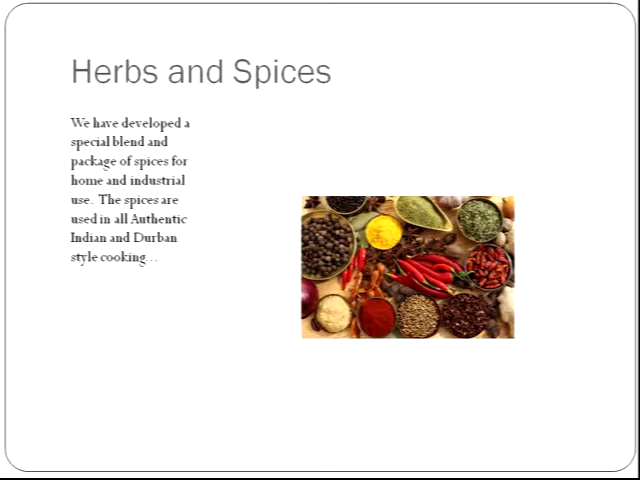 Herbs and Spices
We have developed a
special blend and
package of spices for
home and industrial
use. The spices are
used in all Authentic
Indian and Durban
style cooking…